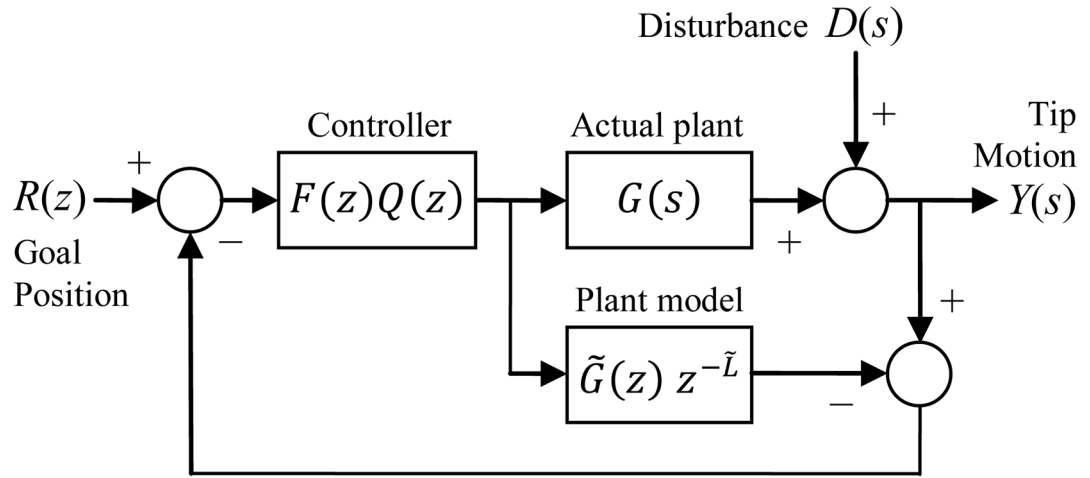 Disturbance D(s)
+
Controller
Actual plant
Tip
Motion
Y(s)
+
R(z)
F(z)Q(z)
G(s)
−
+
Goal
Position
Plant model
+
G̃(z) z^{−L̃}
−